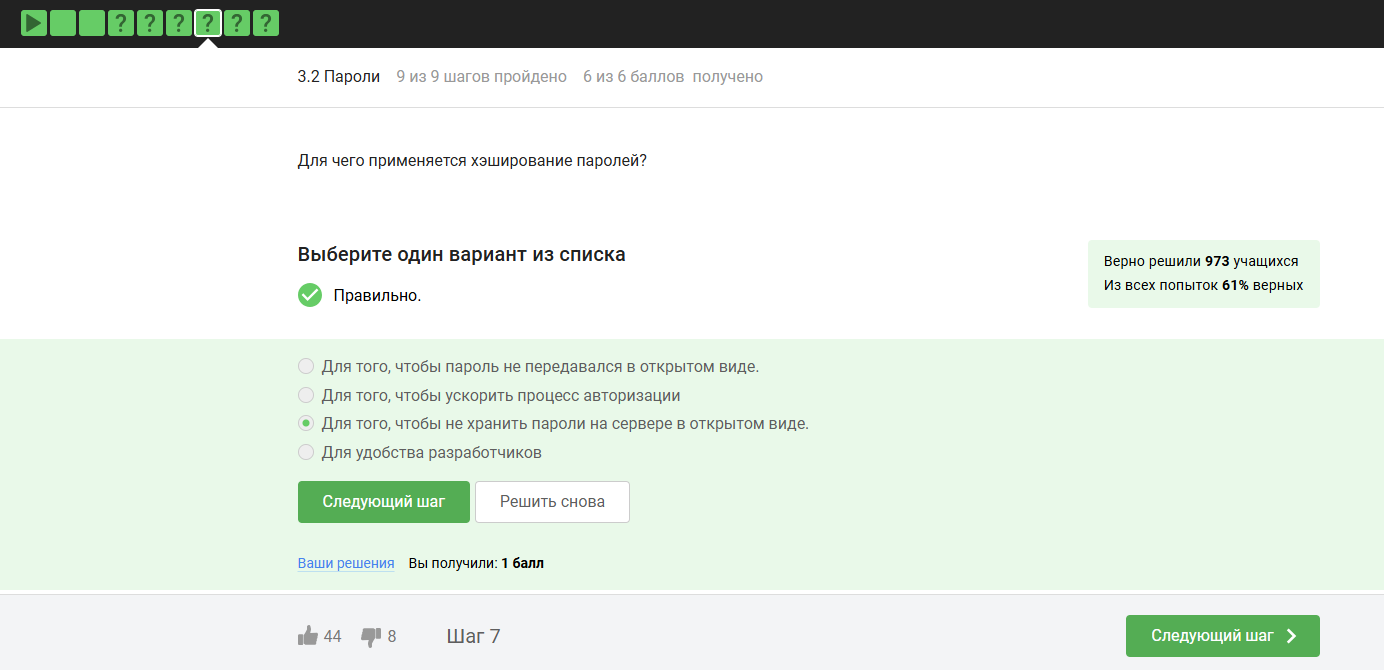 ? ? ? ? ? ?
3.2 Пароли 9 из 9 шагов пройдено 6 из 6 баллов получено
Для чего применяется хэширование паролей?
Выберите один вариант из списка
Правильно.
Верно решили 973 учащихся
Из всех попыток 61% верных
Для того, чтобы пароль не передавался в открытом виде.
Для того, чтобы ускорить процесс авторизации
Для того, чтобы не хранить пароли на сервере в открытом виде.
Для удобства разработчиков
Следующий шаг Решить снова
Ваши решения Вы получили: 1 балл
44 8 Шаг 7 Следующий шаг